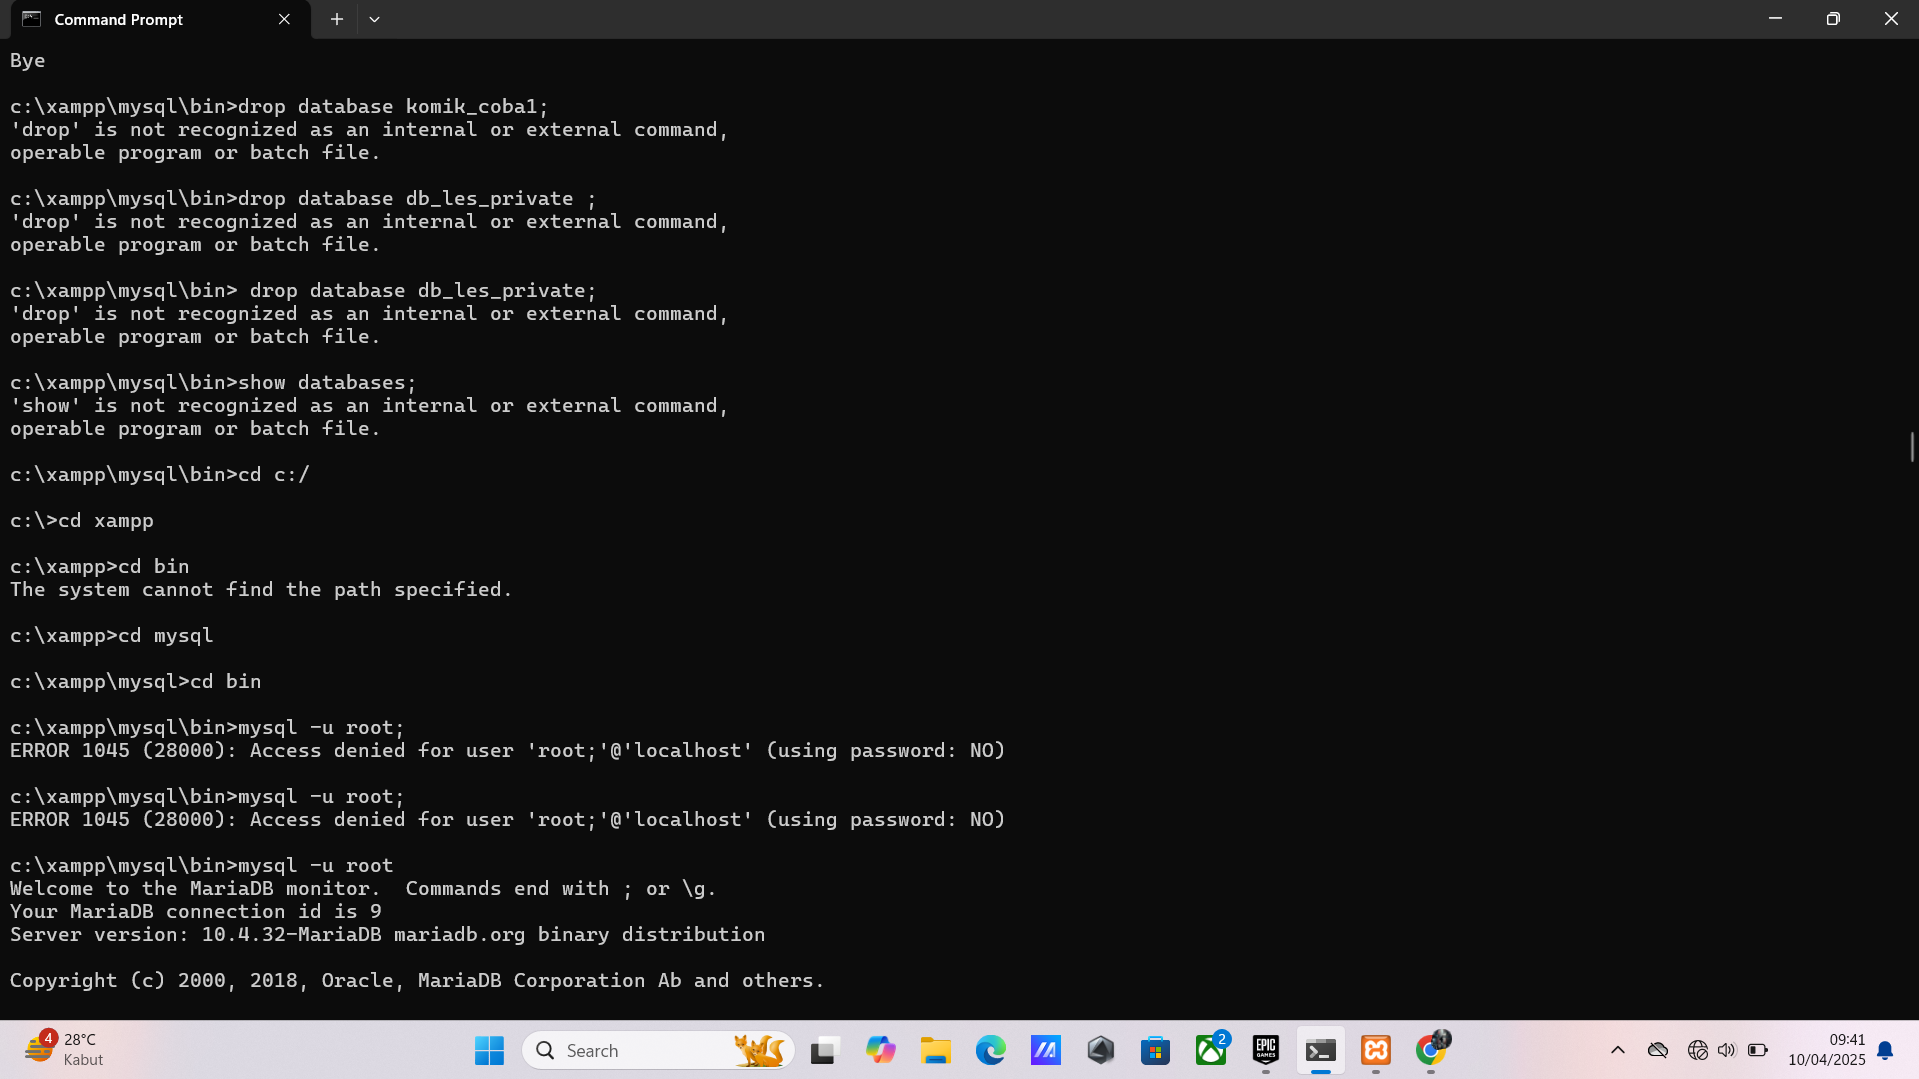 Command Prompt
Bye
c:\xampp\mysql\bin>drop database komik_coba1;
'drop' is not recognized as an internal or external command,
operable program or batch file.
c:\xampp\mysql\bin>drop database db_les_private ;
'drop' is not recognized as an internal or external command,
operable program or batch file.
c:\xampp\mysql\bin> drop database db_les_private;
'drop' is not recognized as an internal or external command,
operable program or batch file.
c:\xampp\mysql\bin>show databases;
'show' is not recognized as an internal or external command,
operable program or batch file.
c:\xampp\mysql\bin>cd c:/
c:\>cd xampp
c:\xampp>cd bin
The system cannot find the path specified.
c:\xampp>cd mysql
c:\xampp\mysql>cd bin
c:\xampp\mysql\bin>mysql -u root;
ERROR 1045 (28000): Access denied for user 'root;'@'localhost' (using password: NO)
c:\xampp\mysql\bin>mysql -u root;
ERROR 1045 (28000): Access denied for user 'root;'@'localhost' (using password: NO)
c:\xampp\mysql\bin>mysql -u root
Welcome to the MariaDB monitor.  Commands end with ; or \g.
Your MariaDB connection id is 9
Server version: 10.4.32-MariaDB mariadb.org binary distribution
Copyright (c) 2000, 2018, Oracle, MariaDB Corporation Ab and others.
4
28°C
Kabut
Search
2
EPIC
GAMES
09:41
10/04/2025